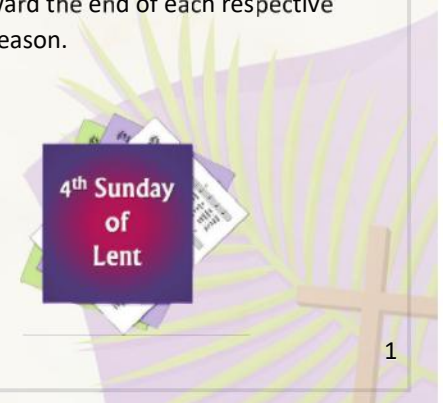 ward the end of each respective
eason.
4th Sunday
of
Lent
1